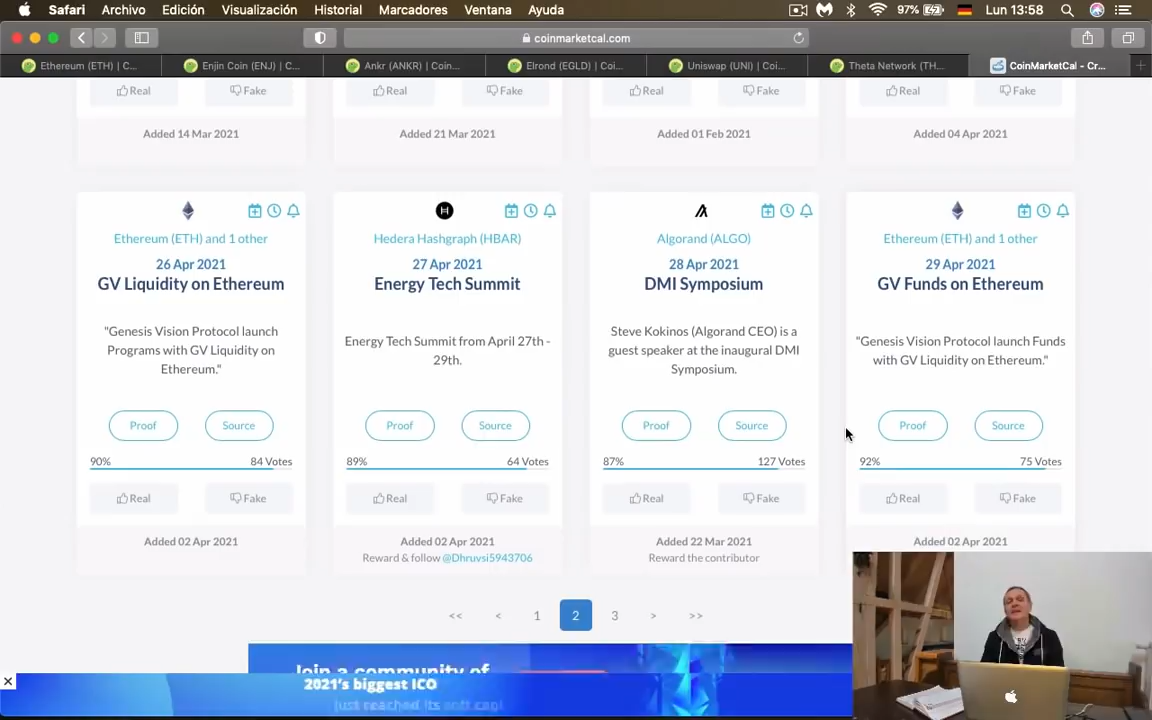 Safari Archivo Edición Visualización Historial Marcadores Ventana Ayuda 97% Lun 13:58
coinmarketcal.com
Ethereum (ETH) | C... Enjin Coin (ENJ) | C... Ankr (ANKR) | Coin... Elrond (EGLD) | Coi... Uniswap (UNI) | Coi... Theta Network (TH... CoinMarketCal - Cr...
Real Fake Real Fake Real Fake Real Fake
Added 14 Mar 2021 Added 21 Mar 2021 Added 01 Feb 2021 Added 04 Apr 2021
Ethereum (ETH) and 1 other
26 Apr 2021
GV Liquidity on Ethereum
"Genesis Vision Protocol launch
Programs with GV Liquidity on
Ethereum."
Proof Source
90% 84 Votes
Real Fake
Added 02 Apr 2021
Hedera Hashgraph (HBAR)
27 Apr 2021
Energy Tech Summit
Energy Tech Summit from April 27th -
29th.
Proof Source
89% 64 Votes
Real Fake
Added 02 Apr 2021
Reward & follow @Dhruvsi5943706
Algorand (ALGO)
28 Apr 2021
DMI Symposium
Steve Kokinos (Algorand CEO) is a
guest speaker at the inaugural DMI
Symposium.
Proof Source
87% 127 Votes
Real Fake
Added 22 Mar 2021
Reward the contributor
Ethereum (ETH) and 1 other
29 Apr 2021
GV Funds on Ethereum
"Genesis Vision Protocol launch Funds
with GV Liquidity on Ethereum."
Proof Source
92% 75 Votes
Real Fake
Added 02 Apr 2021
<< < 1 2 3 > >>
Join a community of
2021's biggest ICO
just reached its soft cap!